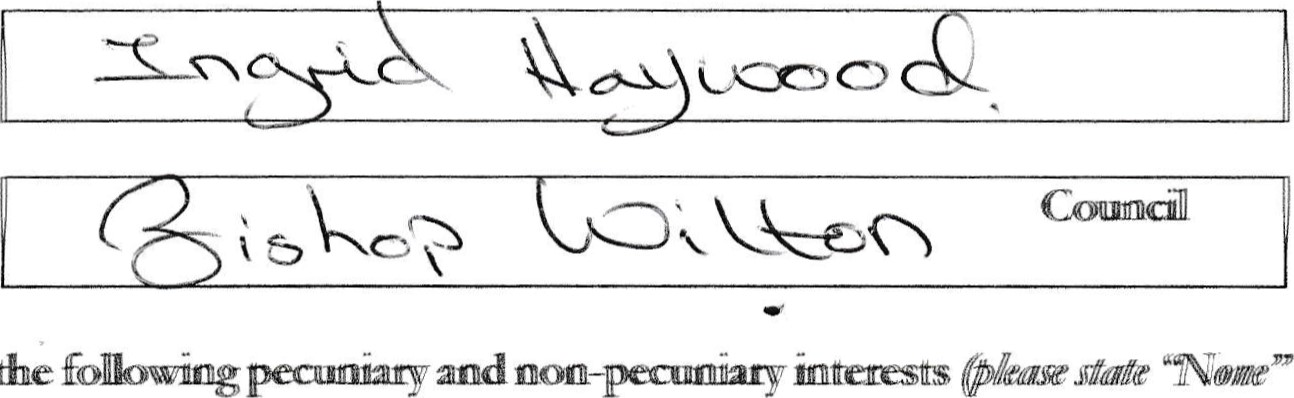 Ingrid Haywood.
Bishop Wilton Council
the following pecuniary and non-pecuniary interests (please state “None”